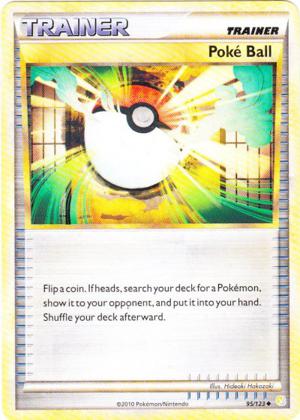 TRAINER TRAINER
Poké Ball
Flip a coin. If heads, search your deck for a Pokémon,
show it to your opponent, and put it into your hand.
Shuffle your deck afterward.
Illus. Hideaki Hakozaki
©2010 Pokémon/Nintendo 95/123